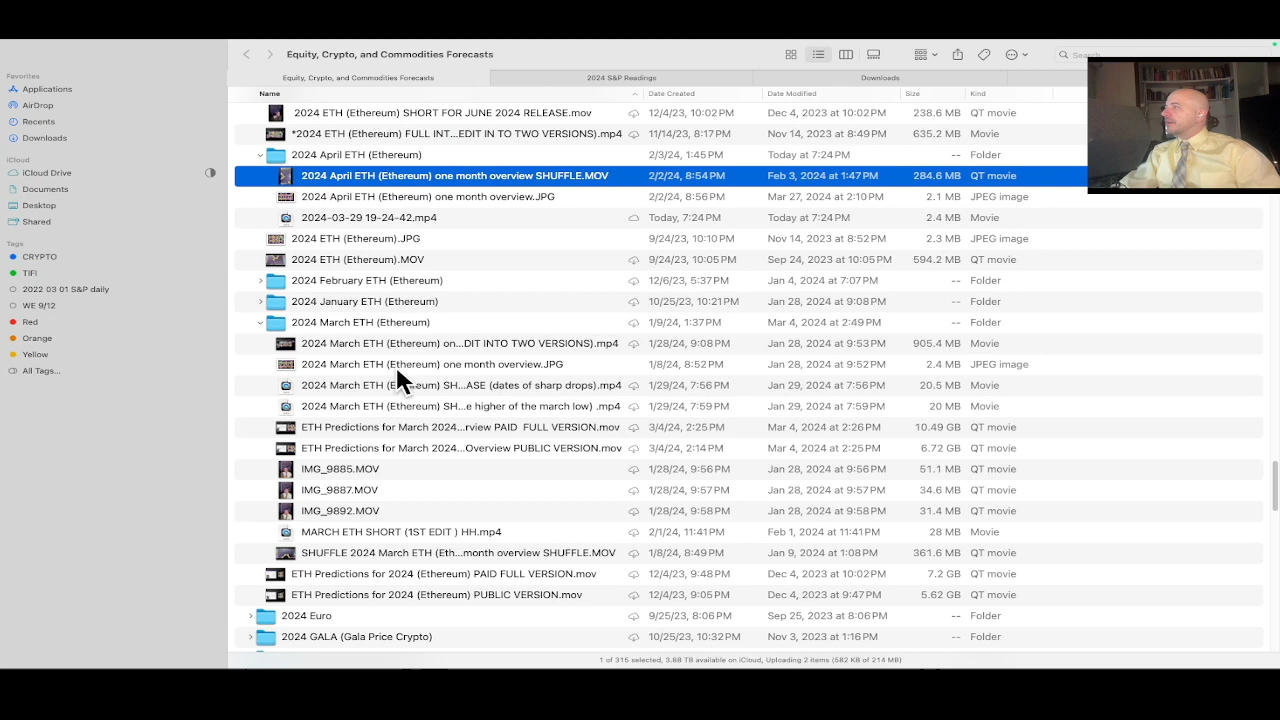 Equity, Crypto, and Commodities Forecasts
Search
Equity, Crypto, and Commodities Forecasts 2024 S&P Readings Downloads
Favorites
Applications
AirDrop
Recents
Downloads
iCloud
iCloud Drive
Documents
Desktop
Shared
Tags
CRYPTO
TIFI
2022 03 01 S&P daily
WE 9/12
Red
Orange
Yellow
All Tags...
Name Date Created Date Modified Size Kind
2024 ETH (Ethereum) SHORT FOR JUNE 2024 RELEASE.mov 12/4/23, 10:02 PM Dec 4, 2023 at 10:02 PM 238.6 MB QT movie
*2024 ETH (Ethereum) FULL INT...EDIT IN TO TWO VERSIONS).mp4 11/14/23, 8:17 PM Nov 14, 2023 at 8:49 PM 635.2 MB Movie
2024 April ETH (Ethereum) 2/3/24, 1:45 PM Today at 7:24 PM -- Folder
2024 April ETH (Ethereum) one month overview SHUFFLE.MOV 2/2/24, 8:54 PM Feb 3, 2024 at 1:47 PM 284.6 MB QT movie
2024 April ETH (Ethereum) one month overview.JPG 2/2/24, 8:56 PM Mar 27, 2024 at 2:10 PM 2.1 MB JPEG image
2024-03-29 19-24-42.mp4 Today, 7:24 PM Today at 7:24 PM 2.4 MB Movie
2024 ETH (Ethereum).JPG 9/24/23, 10:10 PM Nov 14, 2023 at 8:52 PM 2.3 MB JPEG image
2024 ETH (Ethereum).MOV 9/24/23, 10:05 PM Sep 24, 2023 at 10:05 PM 594.2 MB QT movie
2024 February ETH (Ethereum) 12/6/23, 5:37 PM Jan 4, 2024 at 7:07 PM -- Folder
2024 January ETH (Ethereum) 10/25/23, 10:21 PM Jan 28, 2024 at 9:08 PM -- Folder
2024 March ETH (Ethereum) 1/9/24, 1:37 PM Mar 4, 2024 at 2:49 PM -- Folder
2024 March ETH (Ethereum) on...DIT INTO TWO VERSIONS).mp4 1/28/24, 9:08 PM Jan 28, 2024 at 9:53 PM 905.4 MB Movie
2024 March ETH (Ethereum) one month overview.JPG 1/8/24, 8:52 PM Jan 28, 2024 at 9:52 PM 2.4 MB JPEG image
2024 March ETH (E eum) SH...ASE (dates of sharp drops).mp4 1/29/24, 7:56 PM Jan 29, 2024 at 7:56 PM 20.5 MB Movie
2024 March ETH (Ethereum) SH...e higher of the march low) .mp4 1/29/24, 7:59 PM Jan 29, 2024 at 7:59 PM 20 MB Movie
ETH Predictions for March 2024...rview PAID FULL VERSION.mov 3/4/24, 2:25 PM Mar 4, 2024 at 2:26 PM 10.49 GB QT movie
ETH Predictions for March 2024...Overview PUBLIC VERSION.mov 3/4/24, 2:14 PM Mar 4, 2024 at 2:25 PM 6.72 GB QT movie
IMG_9885.MOV 1/28/24, 9:56 PM Jan 28, 2024 at 9:56 PM 51.1 MB QT movie
IMG_9887.MOV 1/28/24, 9:57 PM Jan 28, 2024 at 9:57 PM 34.6 MB QT movie
IMG_9892.MOV 1/28/24, 9:58 PM Jan 28, 2024 at 9:58 PM 31.4 MB QT movie
MARCH ETH SHORT (1ST EDIT ) HH.mp4 2/1/24, 11:41 PM Feb 1, 2024 at 11:41 PM 28 MB Movie
SHUFFLE 2024 March ETH (Eth...month overview SHUFFLE.MOV 1/8/24, 8:49 PM Jan 9, 2024 at 1:08 PM 361.6 MB QT movie
ETH Predictions for 2024 (Ethereum) PAID FULL VERSION.mov 12/4/23, 9:48 PM Dec 4, 2023 at 10:02 PM 7.2 GB QT movie
ETH Predictions for 2024 (Ethereum) PUBLIC VERSION.mov 12/4/23, 9:05 PM Dec 4, 2023 at 9:47 PM 5.62 GB QT movie
2024 Euro 9/25/23, 8:06 PM Sep 25, 2023 at 8:06 PM -- Folder
2024 GALA (Gala Price Crypto) 10/25/23, 10:32 PM Nov 3, 2023 at 1:16 PM -- Folder
1 of 315 selected, 3.88 TB available on iCloud, Uploading 2 items (582 KB of 214 MB)